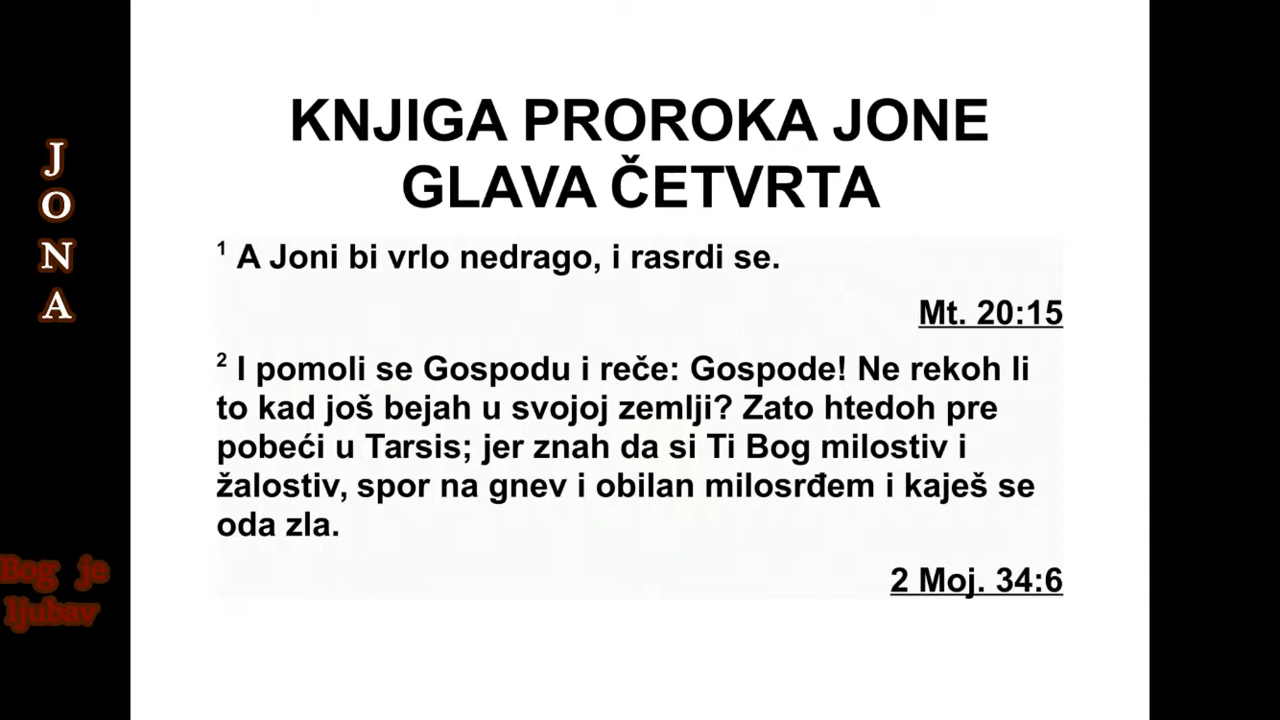 J
O
N
A
Bog je
ljubav
KNJIGA PROROKA JONE
GLAVA ČETVRTA
1 A Joni bi vrlo nedrago, i rasrdi se.
Mt. 20:15
2 I pomoli se Gospodu i reče: Gospode! Ne rekoh li
to kad još bejah u svojoj zemlji? Zato htedoh pre
pobeći u Tarsis; jer znah da si Ti Bog milostiv i
žalostiv, spor na gnev i obilan milosrđem i kaješ se
oda zla.
2 Moj. 34:6